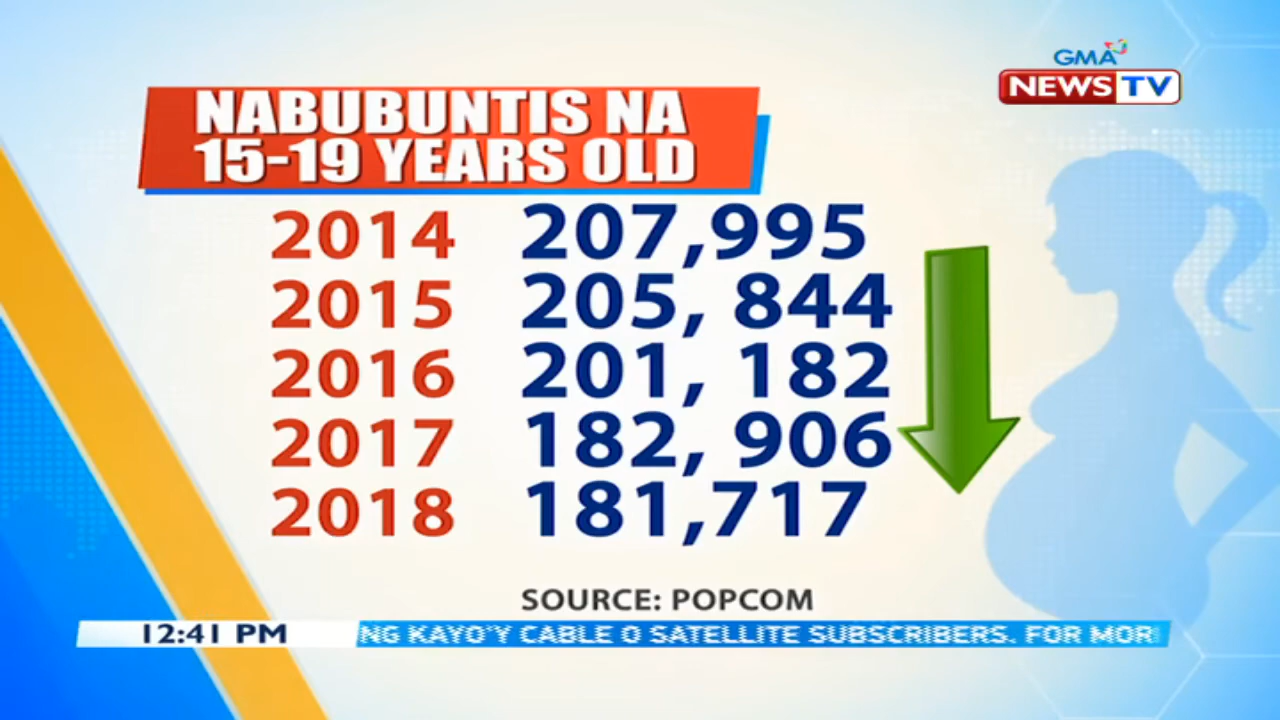 GMA
NEWS TV
NABUBUNTIS NA
15-19 YEARS OLD
2014 207,995
2015 205, 844
2016 201, 182
2017 182, 906
2018 181,717
SOURCE: POPCOM
12:41 PM NG KAYO'Y CABLE O SATELLITE SUBSCRIBERS. FOR MOR